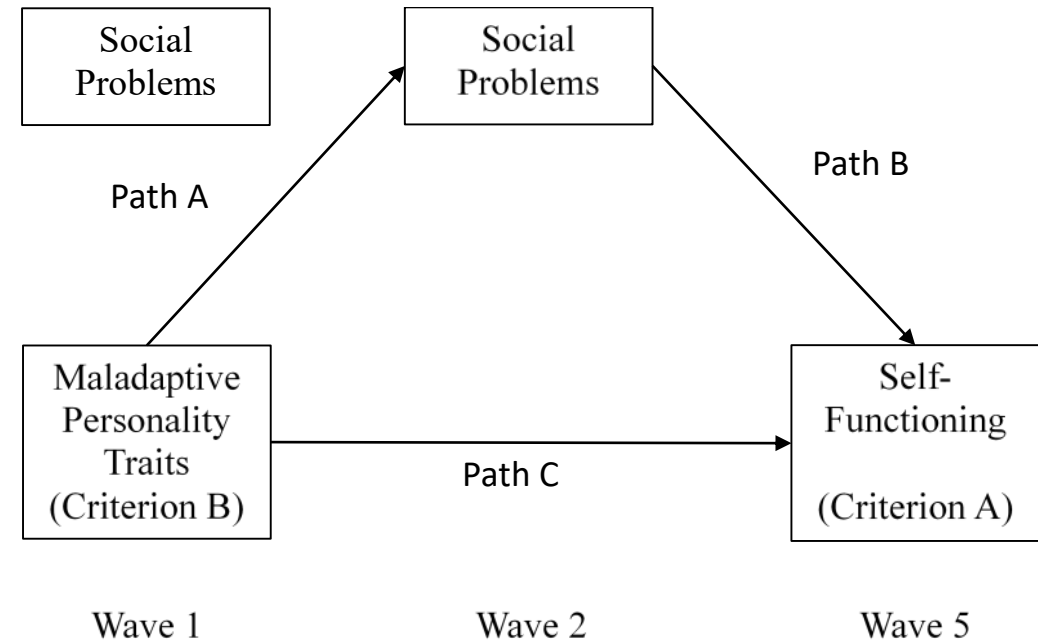 Social
Problems
Social
Problems
Path A
Path B
Maladaptive
Personality
Traits
(Criterion B)
Path C
Self-
Functioning
(Criterion A)
Wave 1
Wave 2
Wave 5